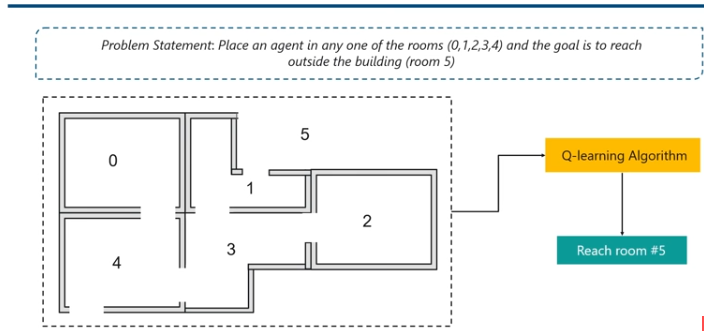 Problem Statement: Place an agent in any one of the rooms (0,1,2,3,4) and the goal is to reach
outside the building (room 5)
5
0
Q-learning Algorithm
1
2
3
4
Reach room #5